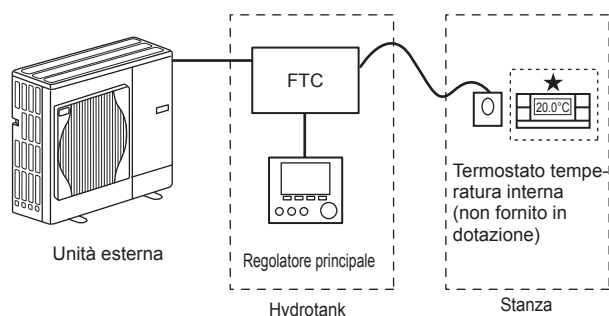 FTC
20.0°C
Unità esterna
Regolatore principale
Hydrotank
Termostato tempe-
ratura interna
(non fornito in
dotazione)
Stanza